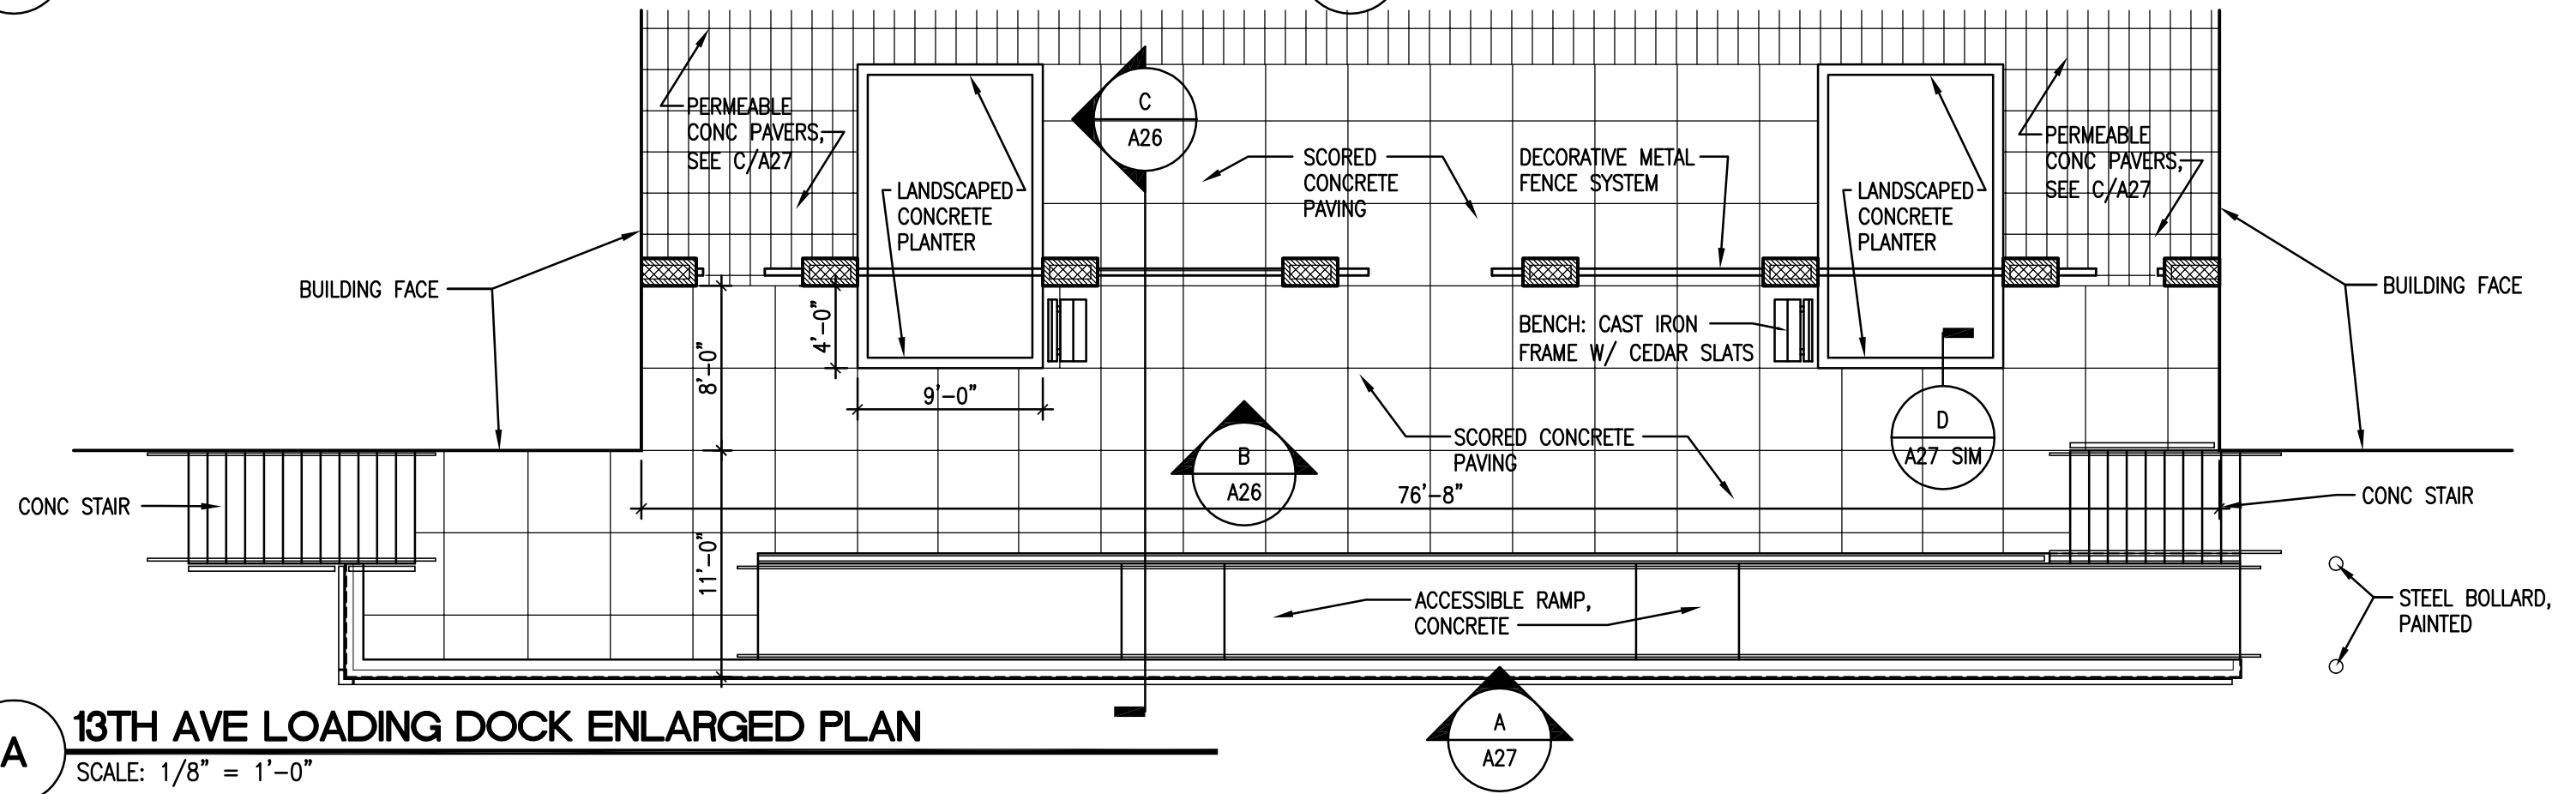 PERMEABLE
CONC PAVERS,
SEE C/A27
LANDSCAPED
CONCRETE
PLANTER
C
A26
SCORED
CONCRETE
PAVING
DECORATIVE METAL
FENCE SYSTEM
LANDSCAPED
CONCRETE
PLANTER
PERMEABLE
CONC PAVERS,
SEE C/A27
BUILDING FACE
BUILDING FACE
8'-0"
4'-0"
9'-0"
BENCH: CAST IRON
FRAME W/ CEDAR SLATS
B
A26
SCORED CONCRETE
PAVING
D
A27 SIM
76'-8"
CONC STAIR
CONC STAIR
11'-0"
ACCESSIBLE RAMP,
CONCRETE
STEEL BOLLARD,
PAINTED
A
A27
A
13TH AVE LOADING DOCK ENLARGED PLAN
SCALE: 1/8" = 1'-0"